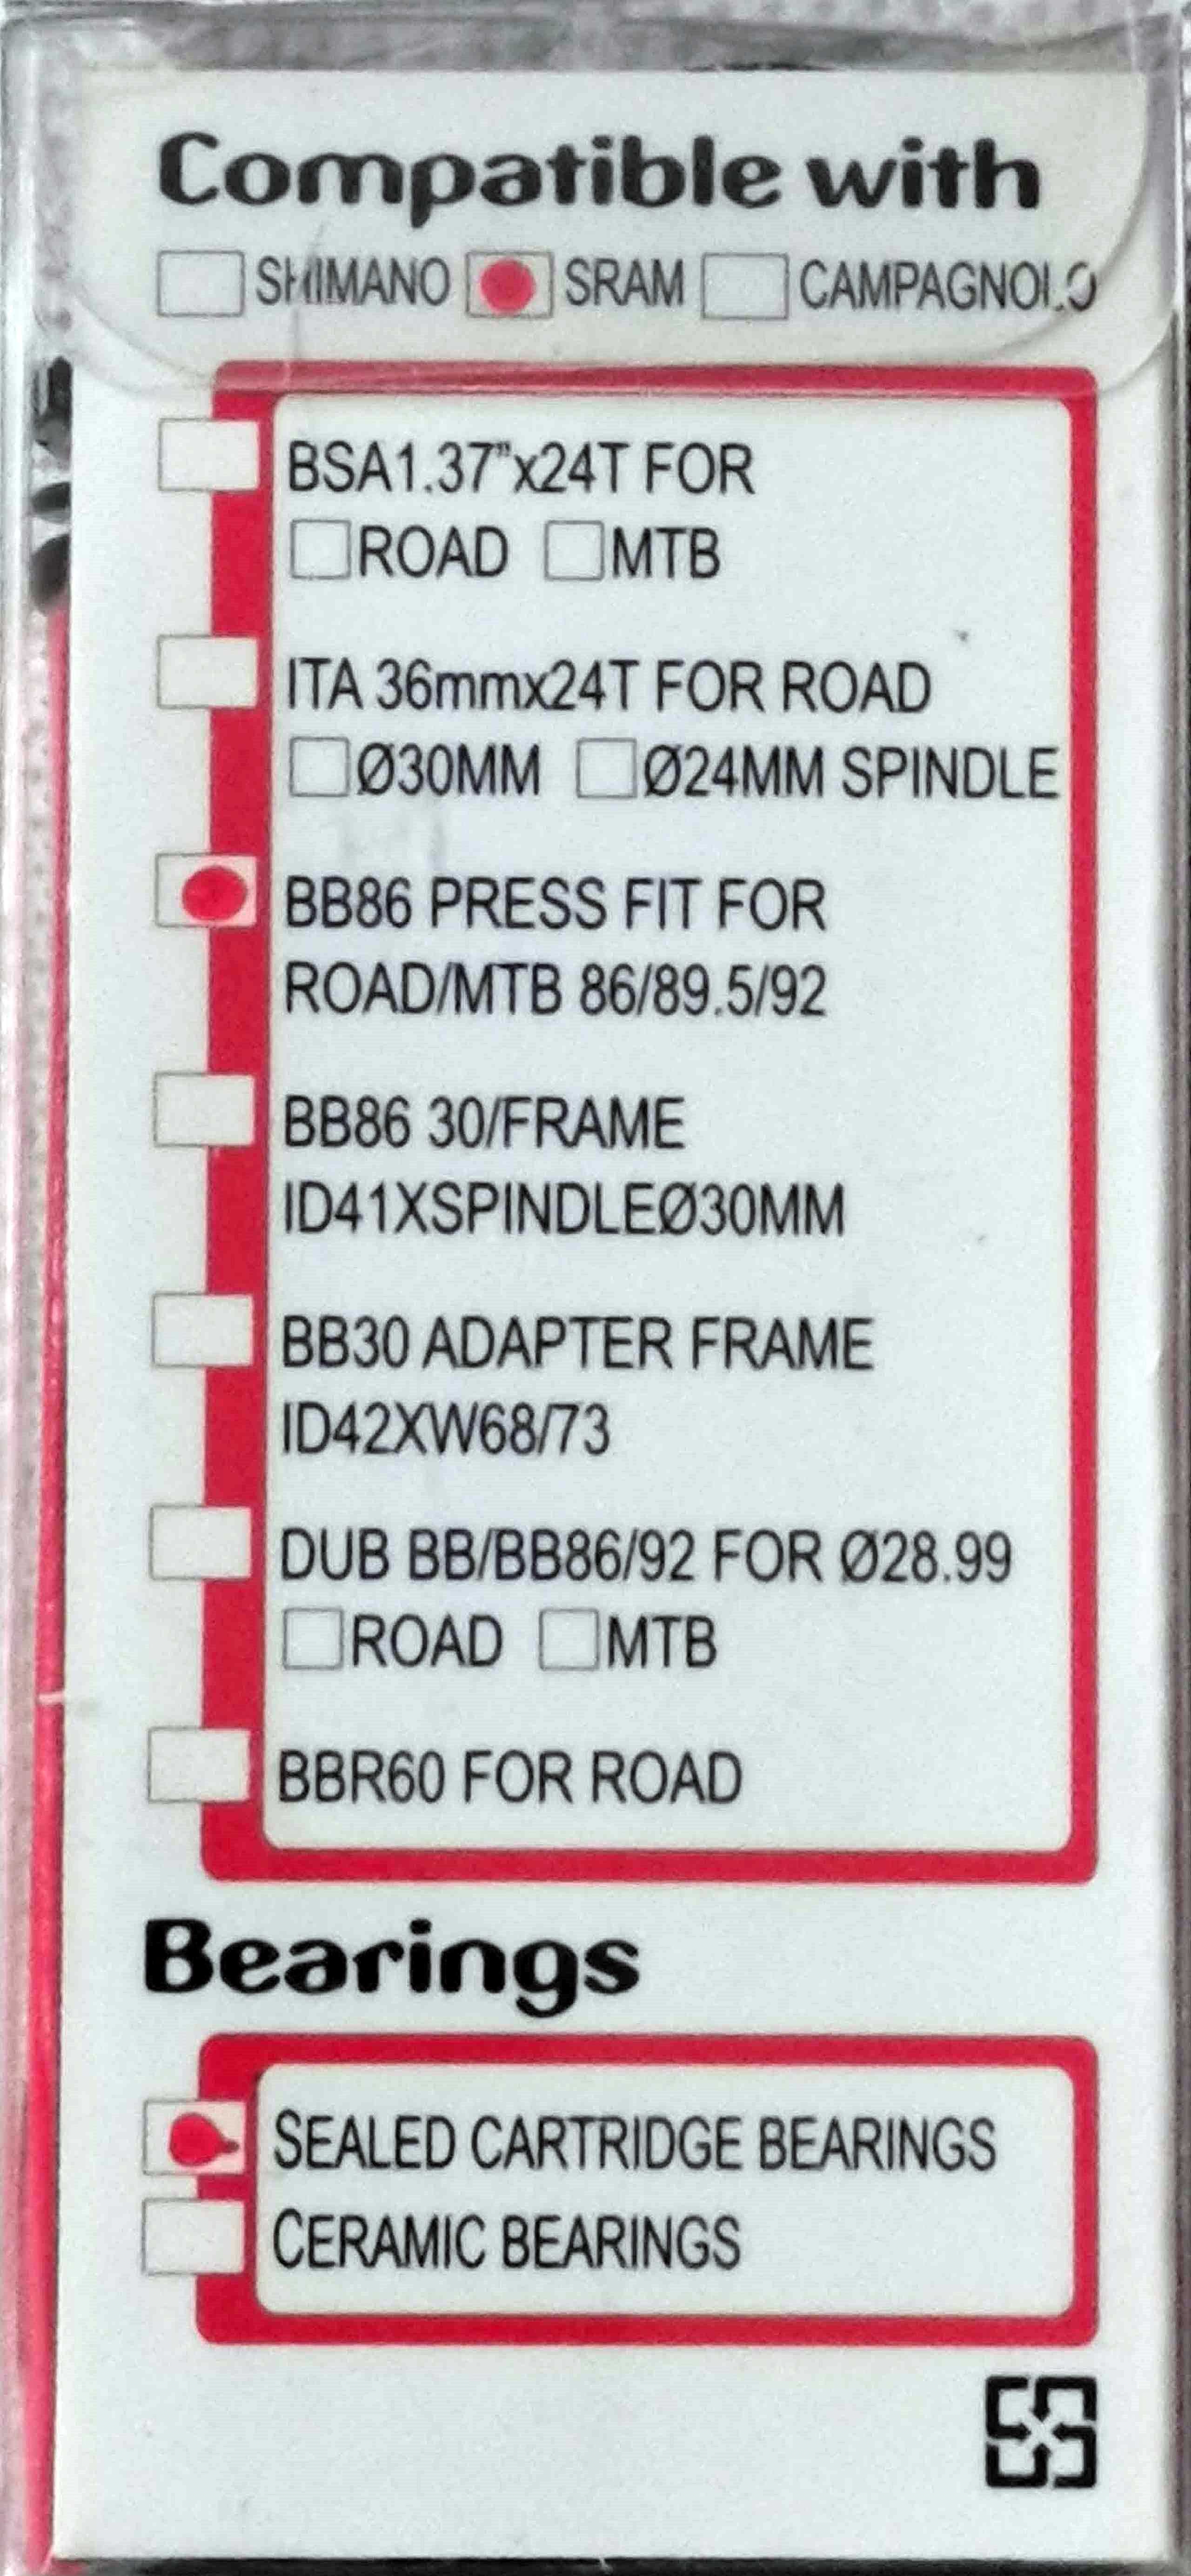 Compatible with
SHIMANO SRAM CAMPAGNOLO
BSA1.37"x24T FOR
ROAD MTB
ITA 36mmx24T FOR ROAD
Ø30MM Ø24MM SPINDLE
BB86 PRESS FIT FOR
ROAD/MTB 86/89.5/92
BB86 30/FRAME
ID41XSPINDLEØ30MM
BB30 ADAPTER FRAME
ID42XW68/73
DUB BB/BB86/92 FOR Ø28.99
ROAD MTB
BBR60 FOR ROAD
Bearings
SEALED CARTRIDGE BEARINGS
CERAMIC BEARINGS